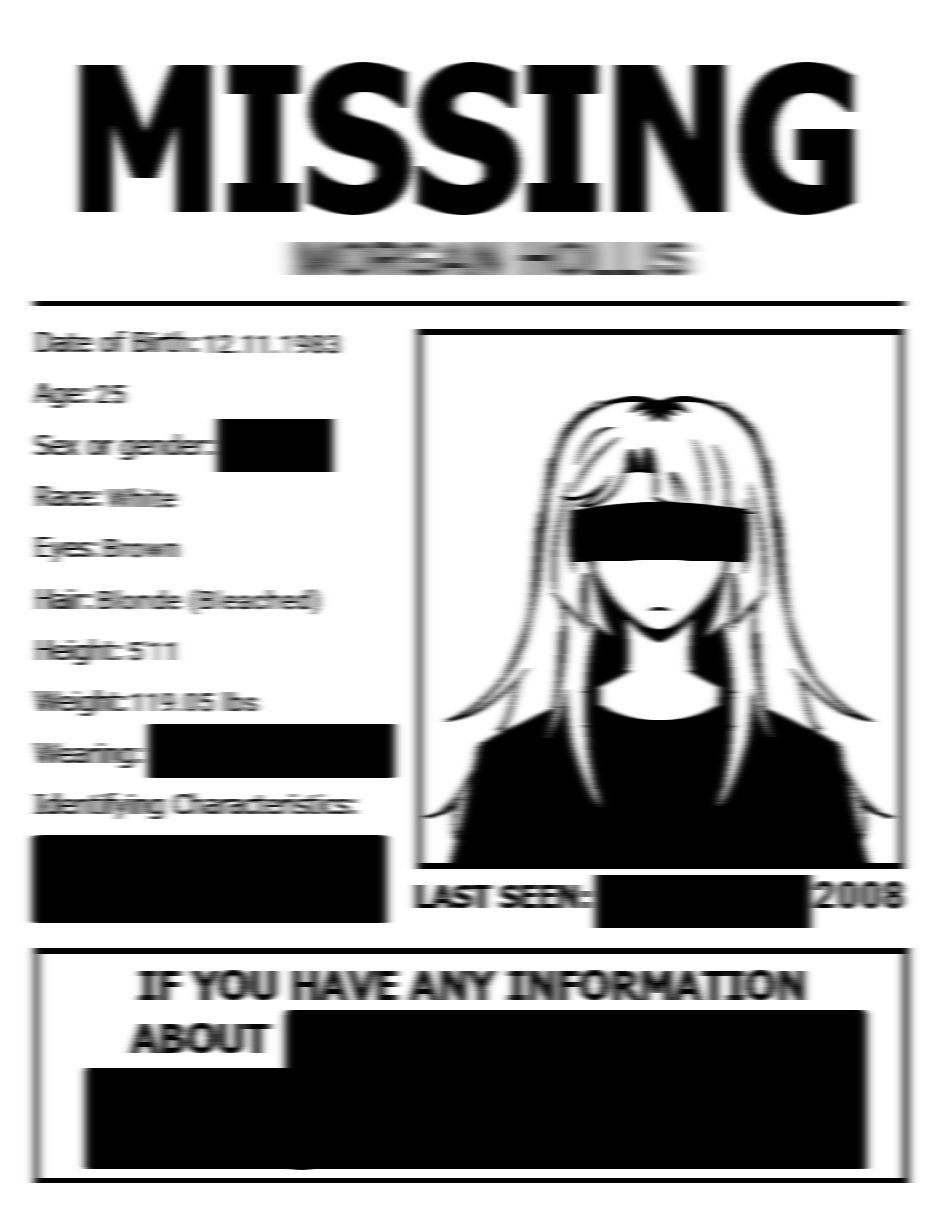 MISSING
MORGAN HOLLIS
Date of Birth: 12.11.1983
Age: 25
Sex or gender:
Race: White
Eyes: Brown
Hair: Blonde (Bleached)
Height: 5'11
Weight: 119.05 lbs
Wearing:
Identifying Characteristics:
LAST SEEN: 2008
IF YOU HAVE ANY INFORMATION
ABOUT